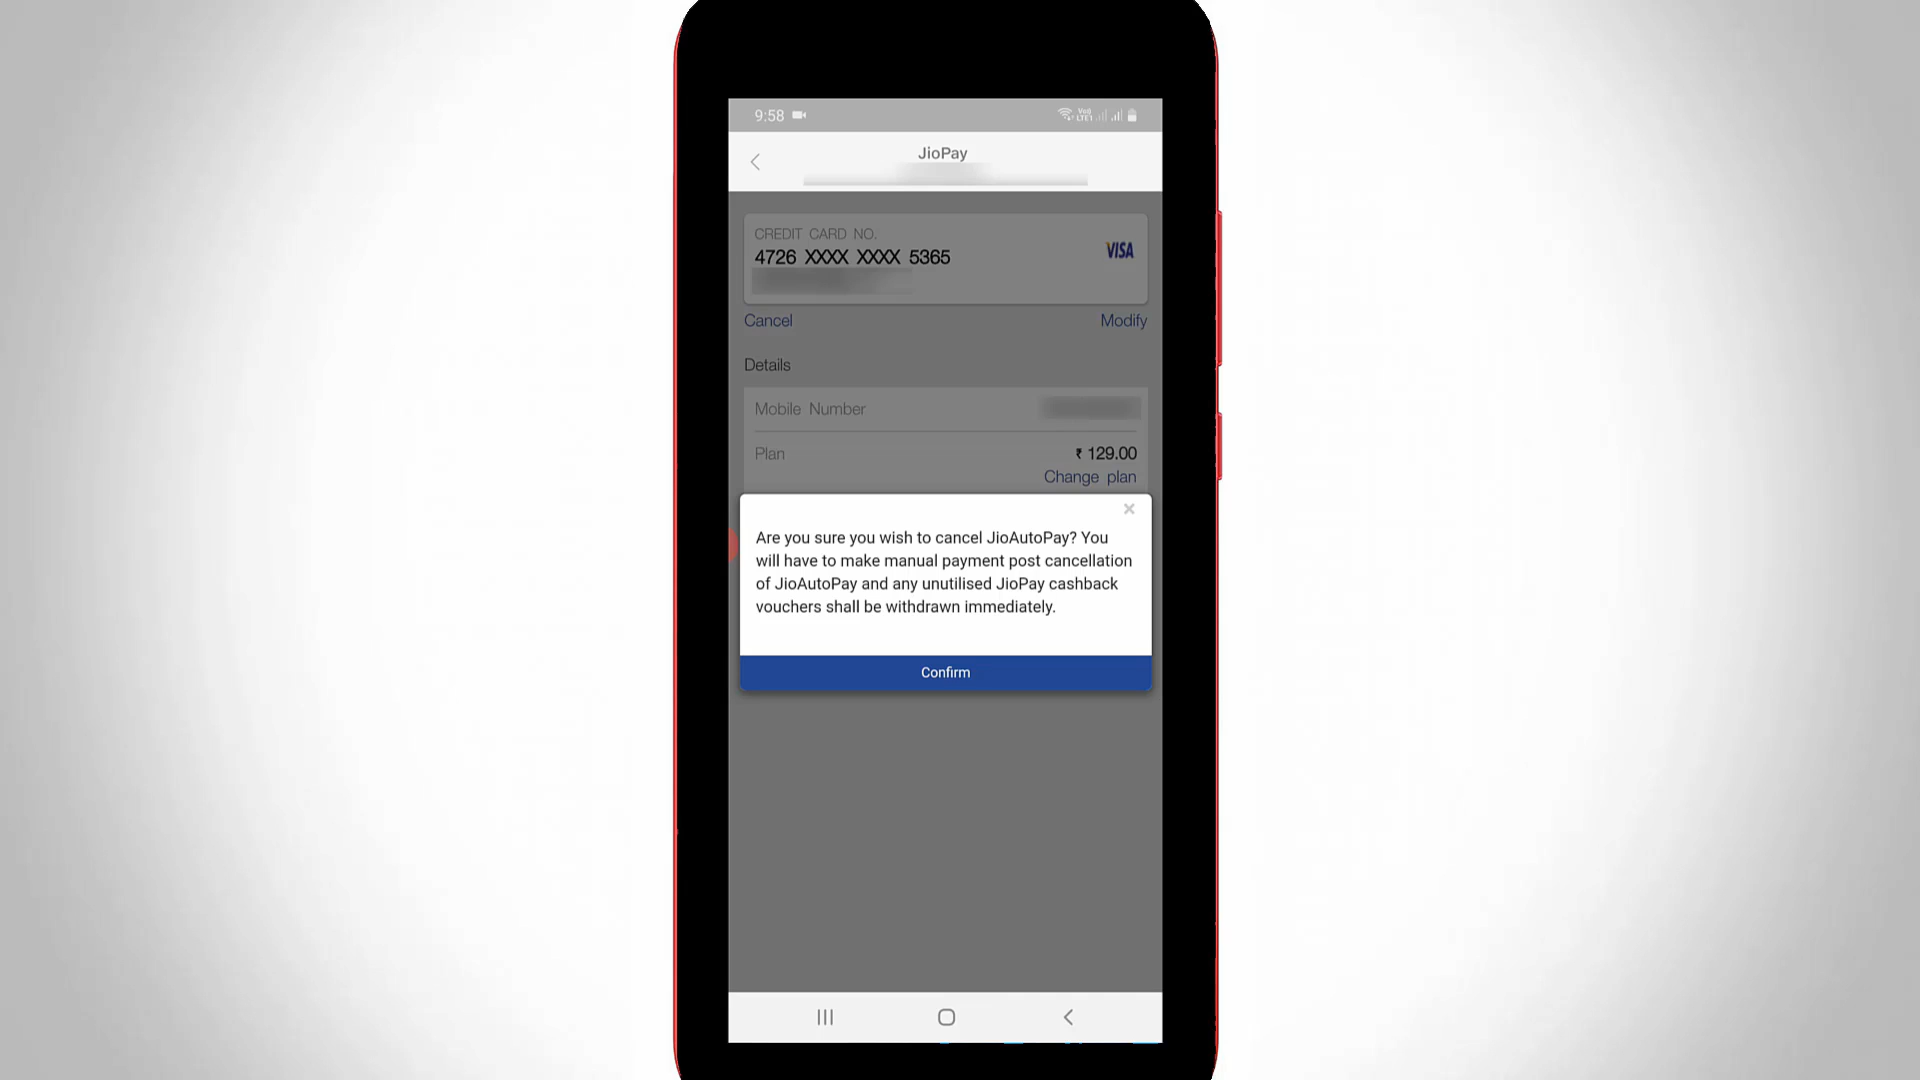 9:58
JioPay
CREDIT CARD NO.
4726 XXXX XXXX 5365
VISA
Cancel
Modify
Details
Mobile Number
Plan
₹ 129.00
Change plan
Are you sure you wish to cancel JioAutoPay? You
will have to make manual payment post cancellation
of JioAutoPay and any unutilised JioPay cashback
vouchers shall be withdrawn immediately.
Confirm